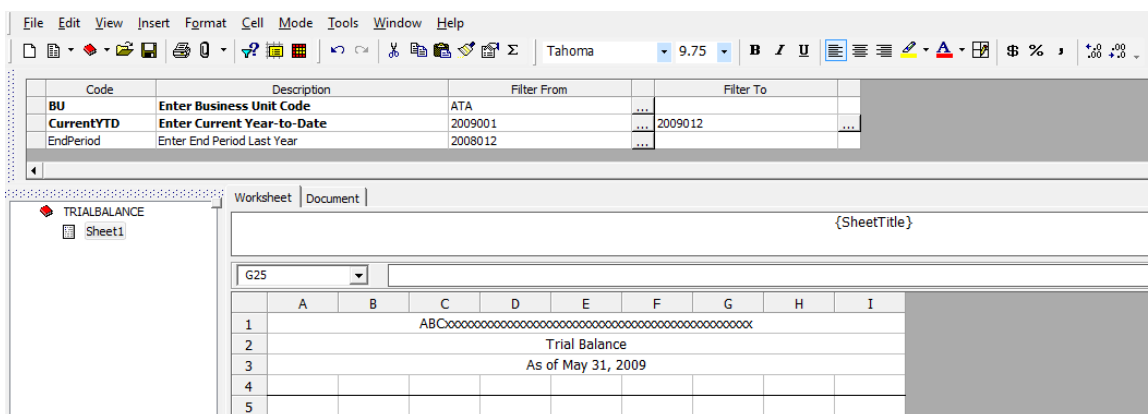 File Edit View Insert Format Cell Mode Tools Window Help
Tahoma 9.75 B I U $ % ,
Code Description Filter From Filter To
BU Enter Business Unit Code ATA ...
CurrentYTD Enter Current Year-to-Date 2009001 ... 2009012 ...
EndPeriod Enter End Period Last Year 2008012 ...
Worksheet Document
TRIALBALANCE
Sheet1
{SheetTitle}
G25
A B C D E F G H I
1 ABCxxxxxxxxxxxxxxxxxxxxxxxxxxxxxxxxxxxxxxxxxxxxxxx
2 Trial Balance
3 As of May 31, 2009
4
5